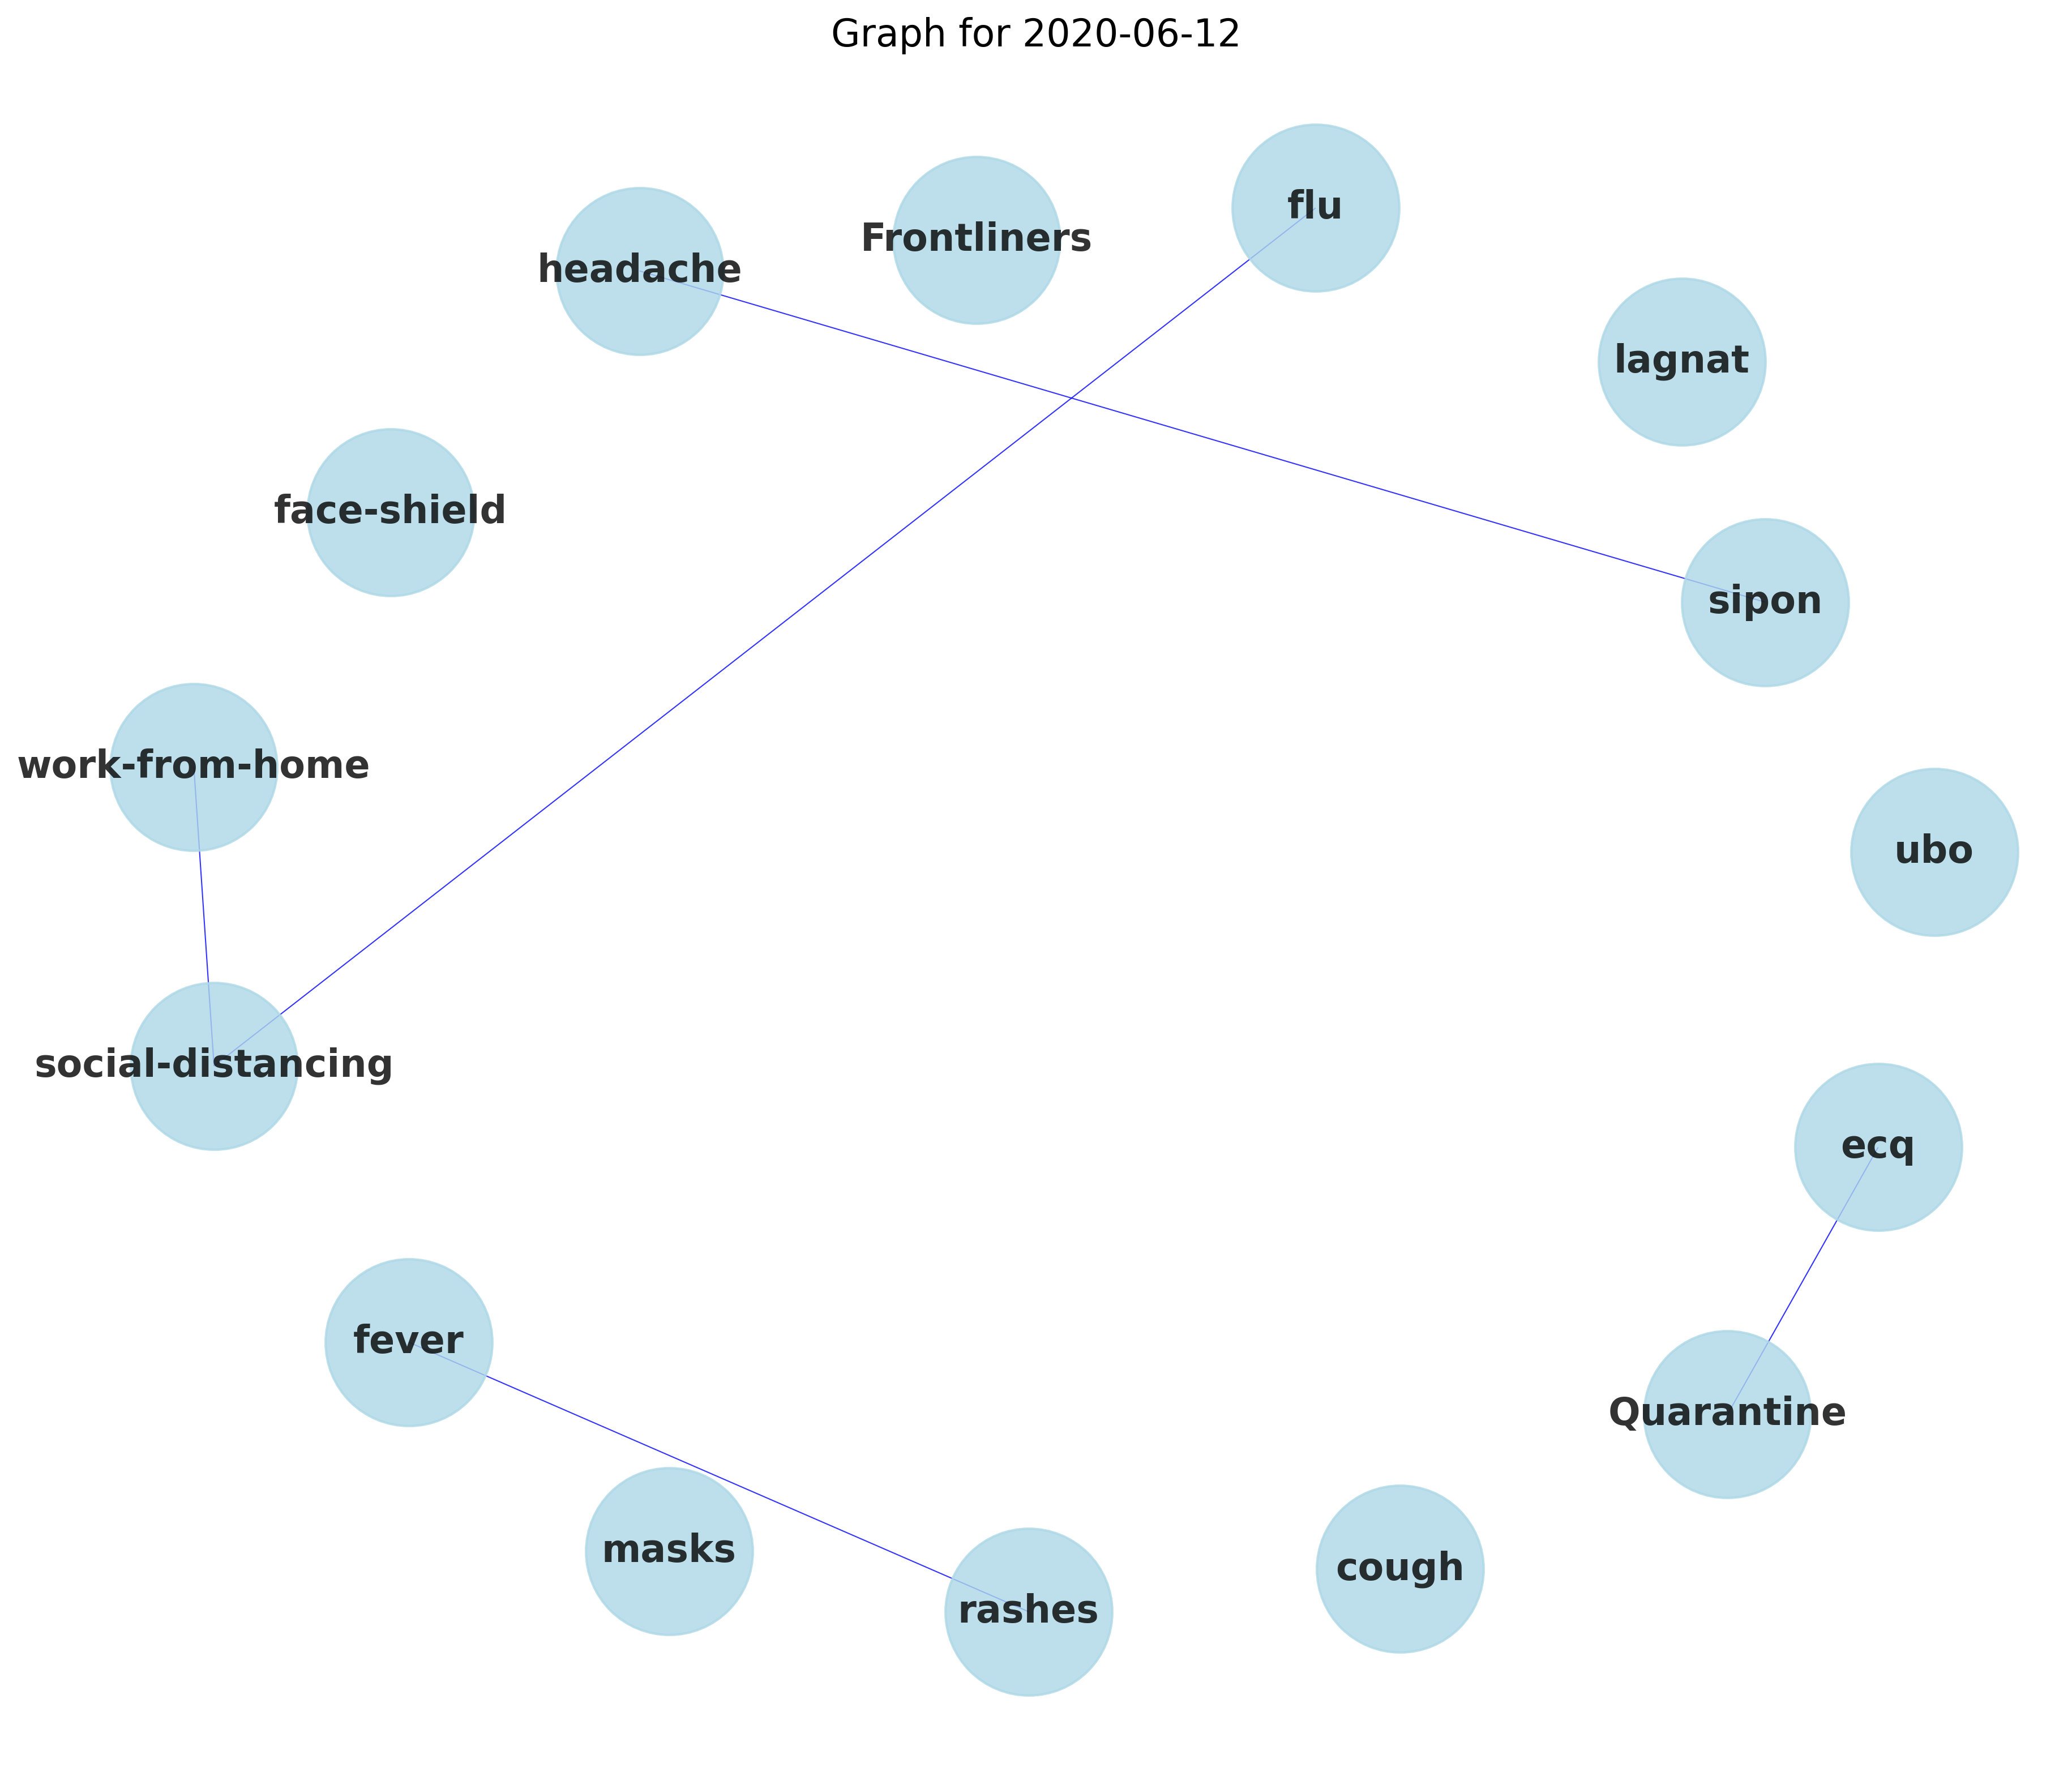 Graph for 2020-06-12
flu
Frontliners
headache
lagnat
face-shield
sipon
work-from-home
ubo
social-distancing
ecq
fever
Quarantine
masks
cough
rashes